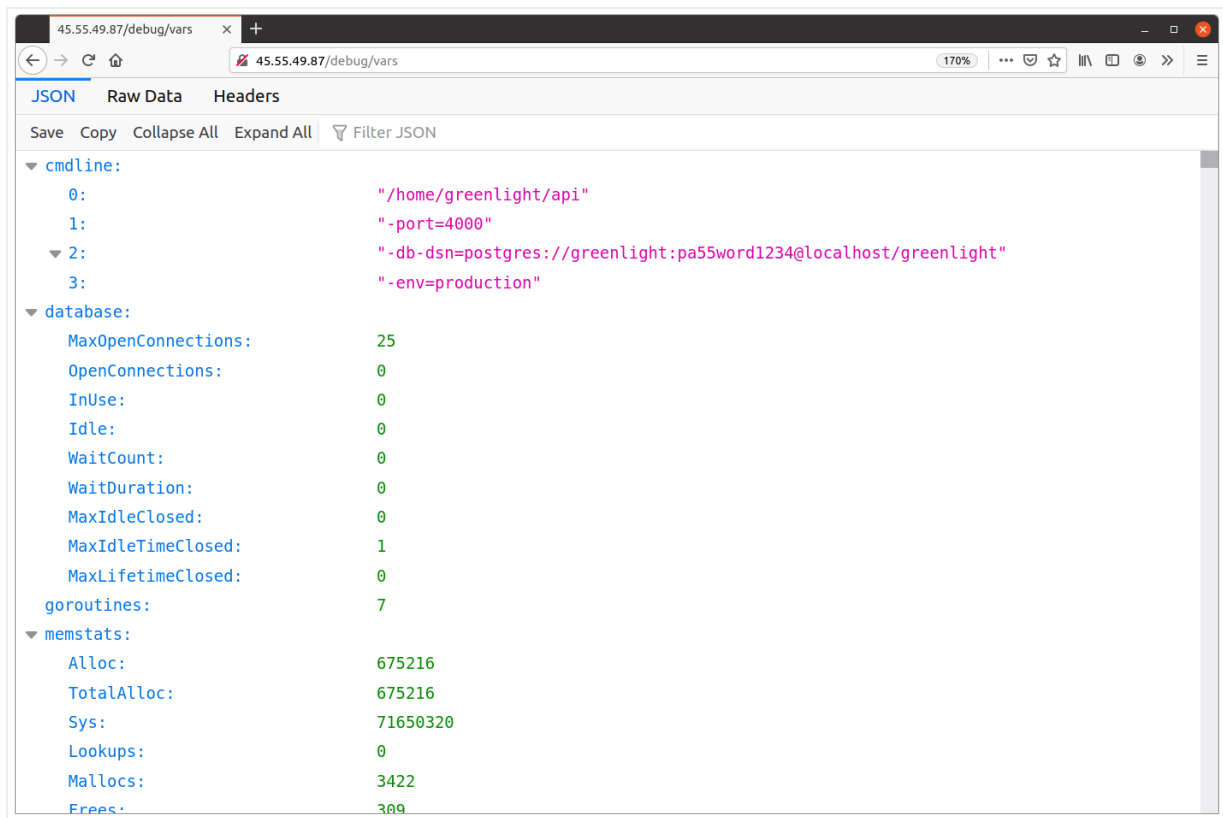 45.55.49.87/debug/vars
45.55.49.87/debug/vars 170%
JSON Raw Data Headers
Save Copy Collapse All Expand All Filter JSON
cmdline:
0: "/home/greenlight/api"
1: "-port=4000"
2: "-db-dsn=postgres://greenlight:pa55word1234@localhost/greenlight"
3: "-env=production"
database:
MaxOpenConnections: 25
OpenConnections: 0
InUse: 0
Idle: 0
WaitCount: 0
WaitDuration: 0
MaxIdleClosed: 0
MaxIdleTimeClosed: 1
MaxLifetimeClosed: 0
goroutines: 7
memstats:
Alloc: 675216
TotalAlloc: 675216
Sys: 71650320
Lookups: 0
Mallocs: 3422
Frees: 309